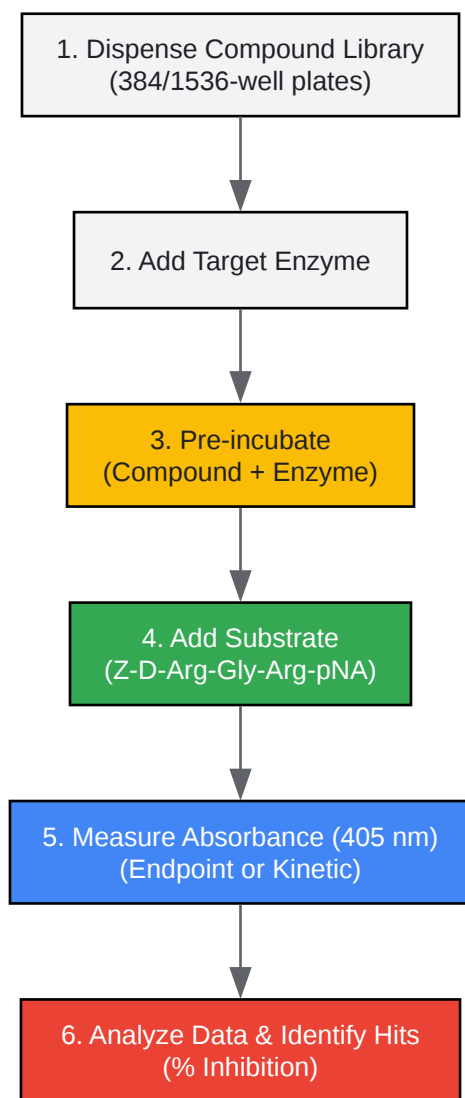 1. Dispense Compound Library
(384/1536-well plates)
2. Add Target Enzyme
3. Pre-incubate
(Compound + Enzyme)
4. Add Substrate
(Z-D-Arg-Gly-Arg-pNA)
5. Measure Absorbance (405 nm)
(Endpoint or Kinetic)
6. Analyze Data & Identify Hits
(% Inhibition)